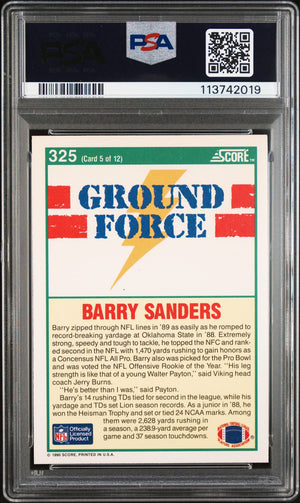 PSA
113742019
325 (Card 5 of 12)
SCORE™
GROUND
FORCE
BARRY SANDERS
Barry zipped through NFL lines in '89 as easily as he romped to
record-breaking yardage at Oklahoma State in '88. Extremely
strong, speedy and tough to tackle, he topped the NFC and ran-
ked second in the NFL with 1,470 yards rushing to gain honors as
a Concensus NFL All Pro. Barry also was picked for the Pro Bowl
and was voted the NFL Offensive Rookie of the Year. "His leg
strength is like that of a young Walter Payton," said Viking head
coach Jerry Burns.
"He's better than I was," said Payton.
Barry's 14 rushing TDs tied for second in the league, while his
yardage and TDs set Lion season records. As a junior in '88, he
won the Heisman Trophy and set or tied 24 NCAA marks. Among
them were 2,628 yards rushing in
a season, a 238.9-yard average per
game and 37 season touchdowns.
NFL
Officially
Licensed
Product
© 1990 SCORE, PRINTED IN U.S.A.